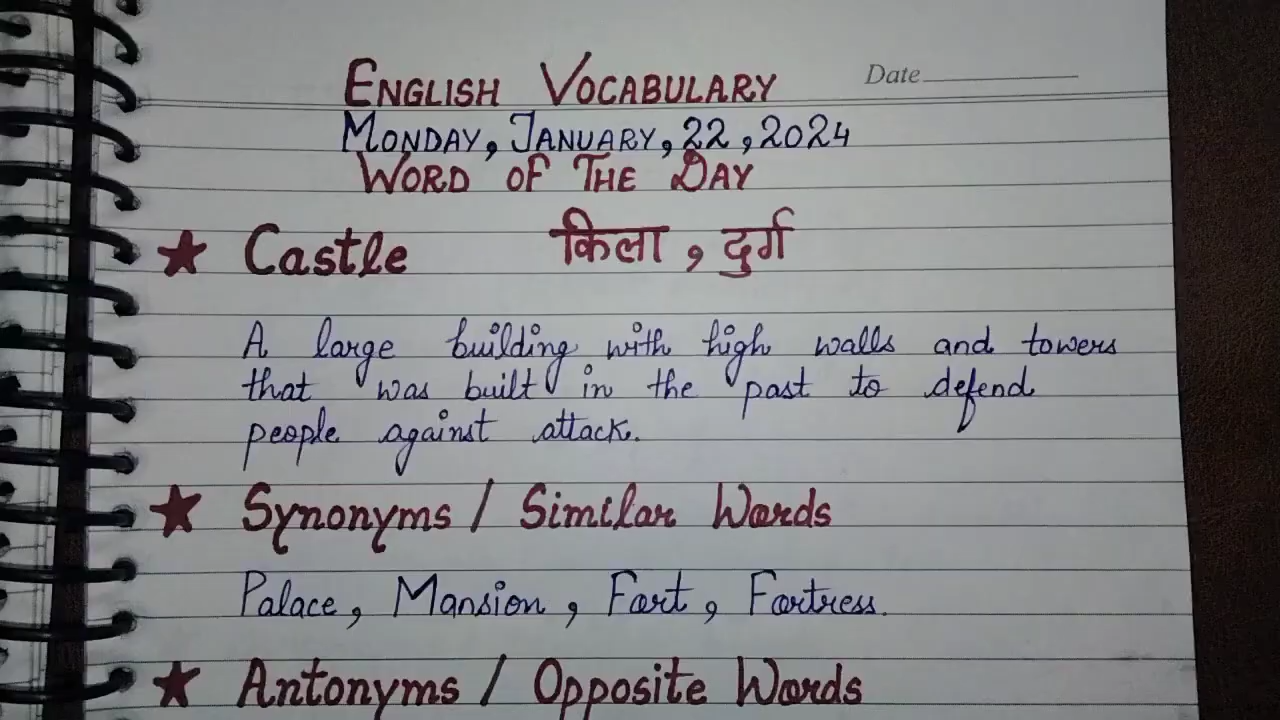 Date
ENGLISH VOCABULARY
MONDAY, JANUARY, 22, 2024
WORD OF THE DAY
★ Castle किला, दुर्ग
A large building with high walls and towers
that was built in the past to defend
people against attack.
★ Synonyms / Similar Words
Palace, Mansion, Fort, Fortress.
★ Antonyms / Opposite Words